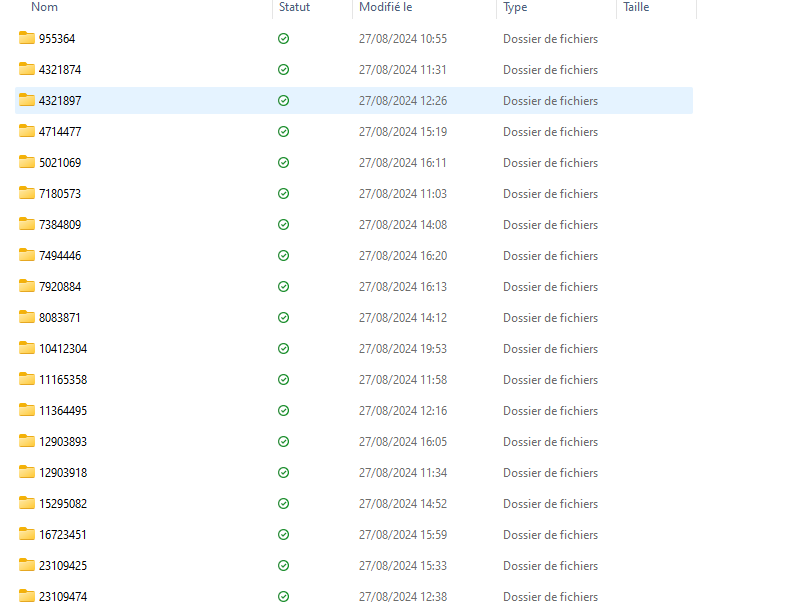 Nom Statut Modifié le Type Taille
955364 27/08/2024 10:55 Dossier de fichiers
4321874 27/08/2024 11:31 Dossier de fichiers
4321897 27/08/2024 12:26 Dossier de fichiers
4714477 27/08/2024 15:19 Dossier de fichiers
5021069 27/08/2024 16:11 Dossier de fichiers
7180573 27/08/2024 11:03 Dossier de fichiers
7384809 27/08/2024 14:08 Dossier de fichiers
7494446 27/08/2024 16:20 Dossier de fichiers
7920884 27/08/2024 16:13 Dossier de fichiers
8083871 27/08/2024 14:12 Dossier de fichiers
10412304 27/08/2024 19:53 Dossier de fichiers
11165358 27/08/2024 11:58 Dossier de fichiers
11364495 27/08/2024 12:16 Dossier de fichiers
12903893 27/08/2024 16:05 Dossier de fichiers
12903918 27/08/2024 11:34 Dossier de fichiers
15295082 27/08/2024 14:52 Dossier de fichiers
16723451 27/08/2024 15:59 Dossier de fichiers
23109425 27/08/2024 15:33 Dossier de fichiers
23109474 27/08/2024 12:38 Dossier de fichiers